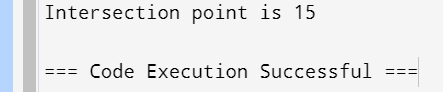 Intersection point is 15
=== Code Execution Successful ===